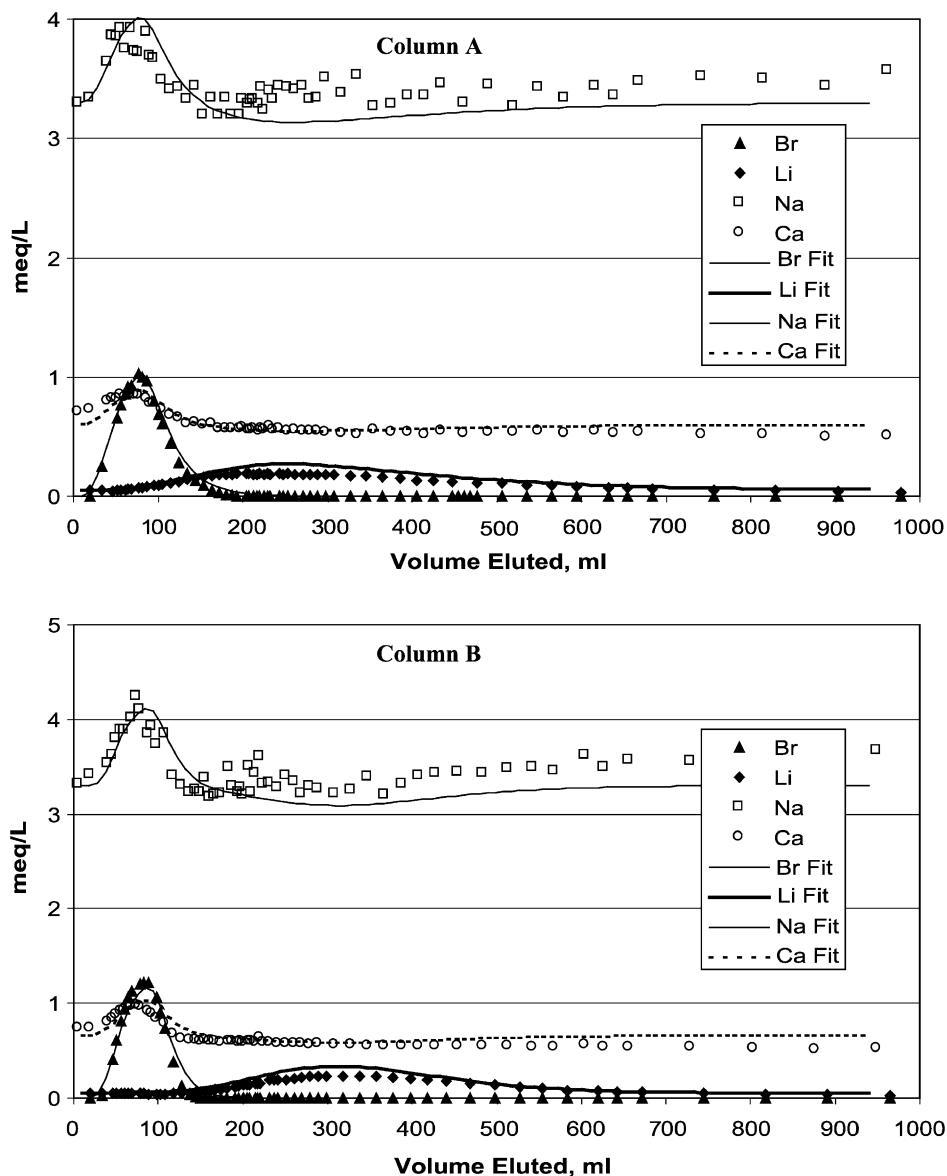 4
Column A
3
Br
Li
Na
Ca
Br Fit
Li Fit
Na Fit
Ca Fit
2
meq/L
1
0
0 100 200 300 400 500 600 700 800 900 1000
Volume Eluted, ml
5
Column B
4
Br
Li
Na
Ca
Br Fit
Li Fit
Na Fit
Ca Fit
3
meq/L
2
1
0
0 100 200 300 400 500 600 700 800 900 1000
Volume Eluted, ml